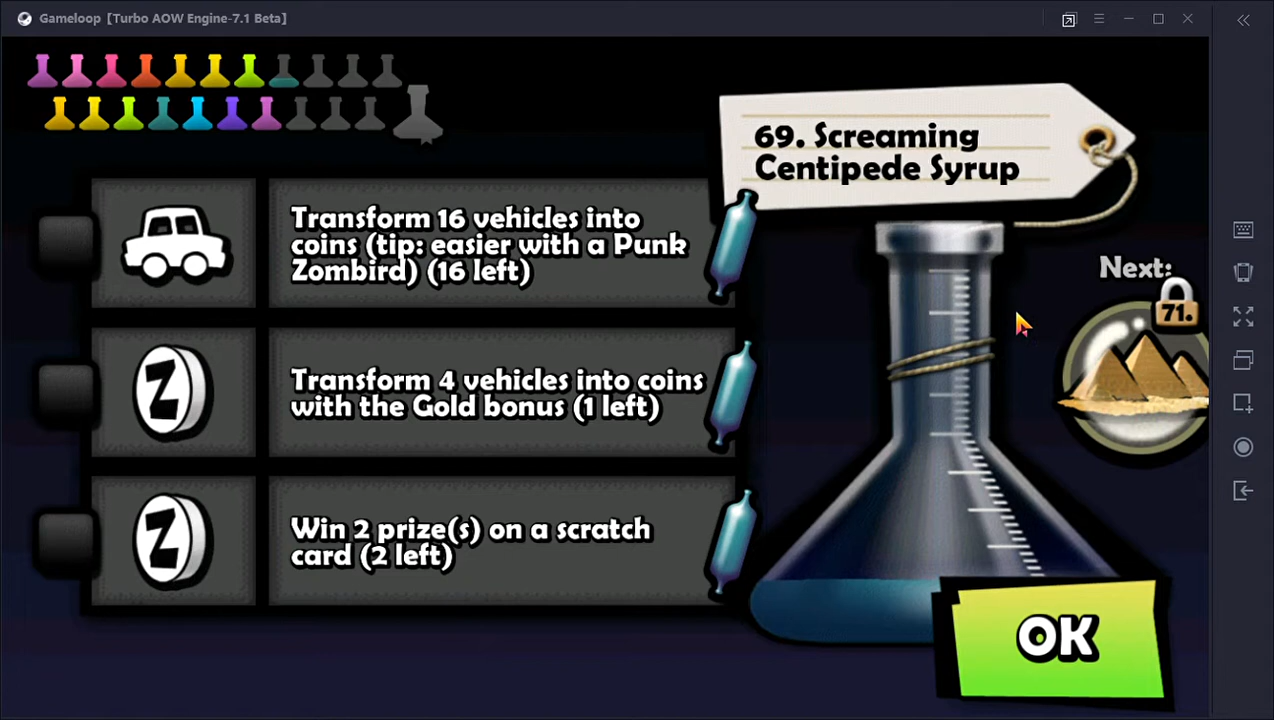 Gameloop【Turbo AOW Engine-7.1 Beta】
69. Screaming
Centipede Syrup
Transform 16 vehicles into
coins (tip: easier with a Punk
Zombird) (16 left)
Next:
71.
Transform 4 vehicles into coins
with the Gold bonus (1 left)
Win 2 prize(s) on a scratch
card (2 left)
OK